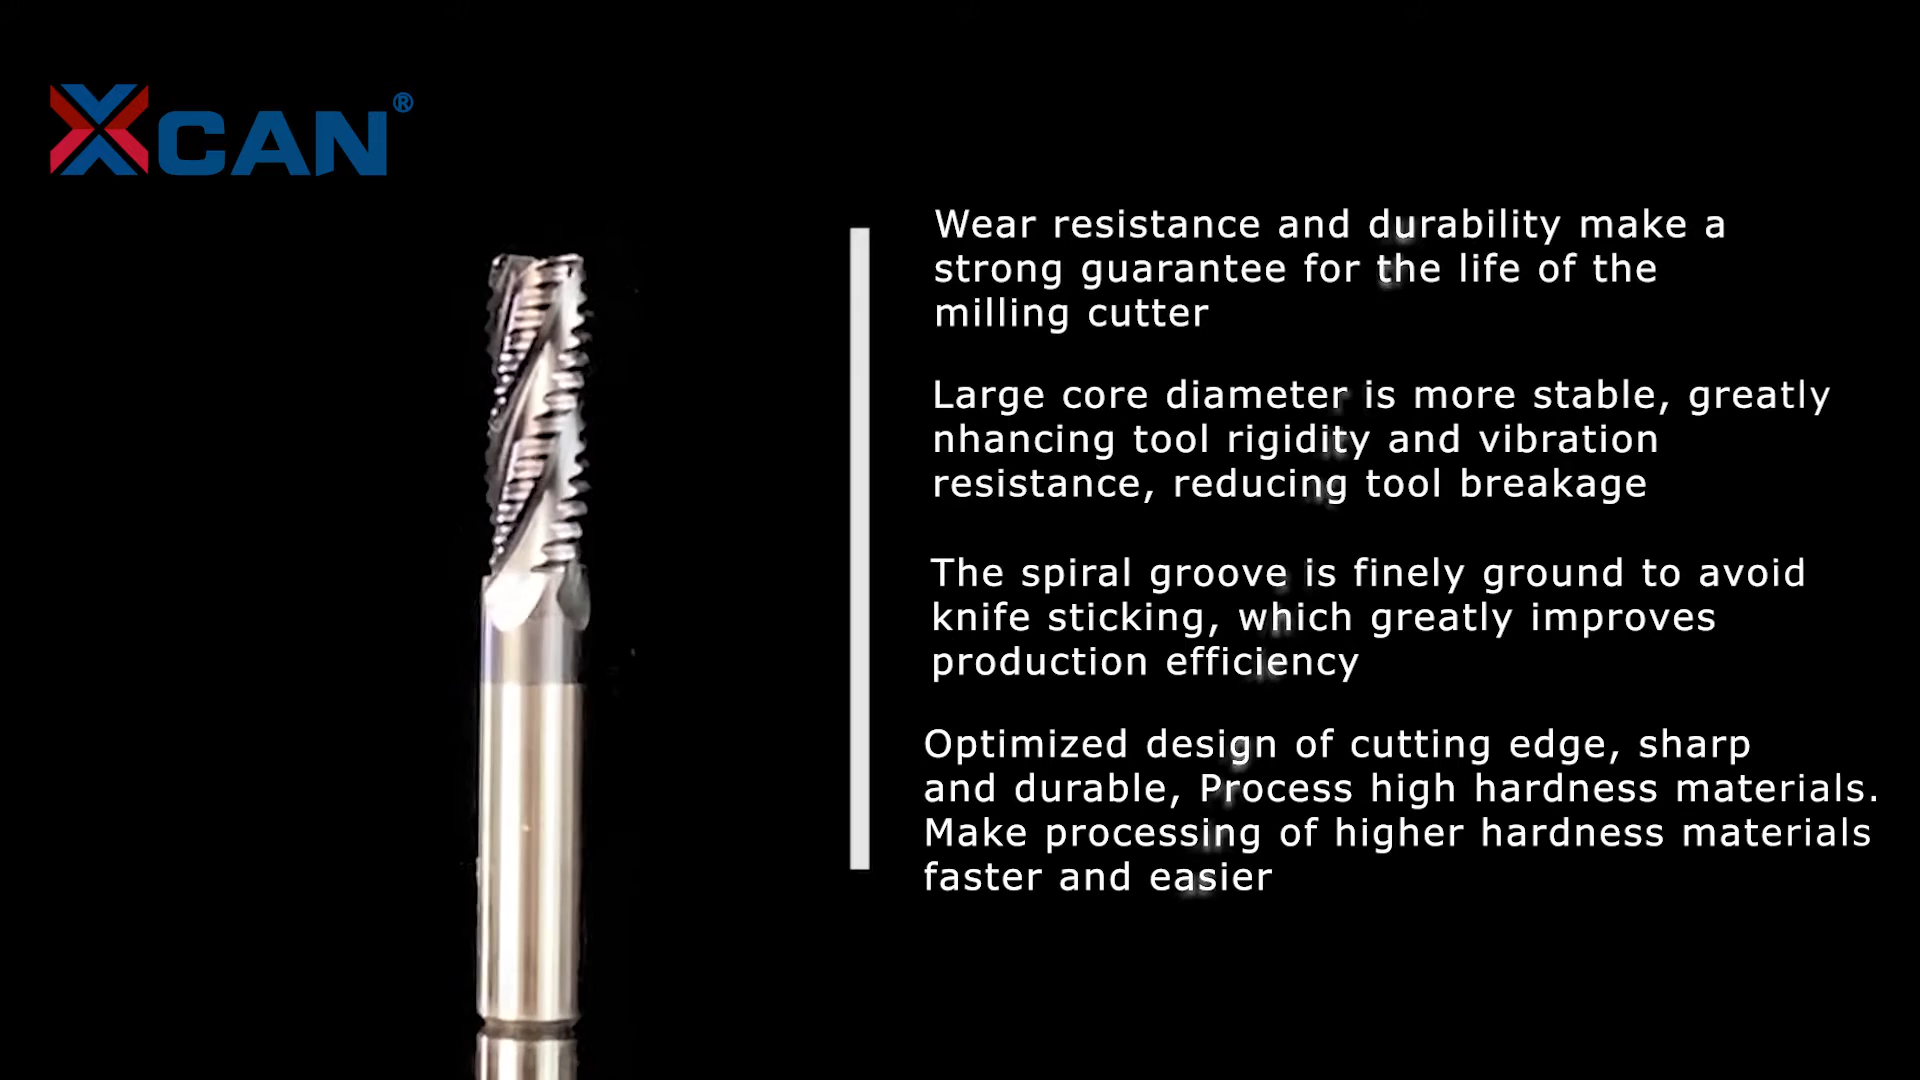 XCAN®
Wear resistance and durability make a
strong guarantee for the life of the
milling cutter
Large core diameter is more stable, greatly
nhancing tool rigidity and vibration
resistance, reducing tool breakage
The spiral groove is finely ground to avoid
knife sticking, which greatly improves
production efficiency
Optimized design of cutting edge, sharp
and durable, Process high hardness materials.
Make processing of higher hardness materials
faster and easier